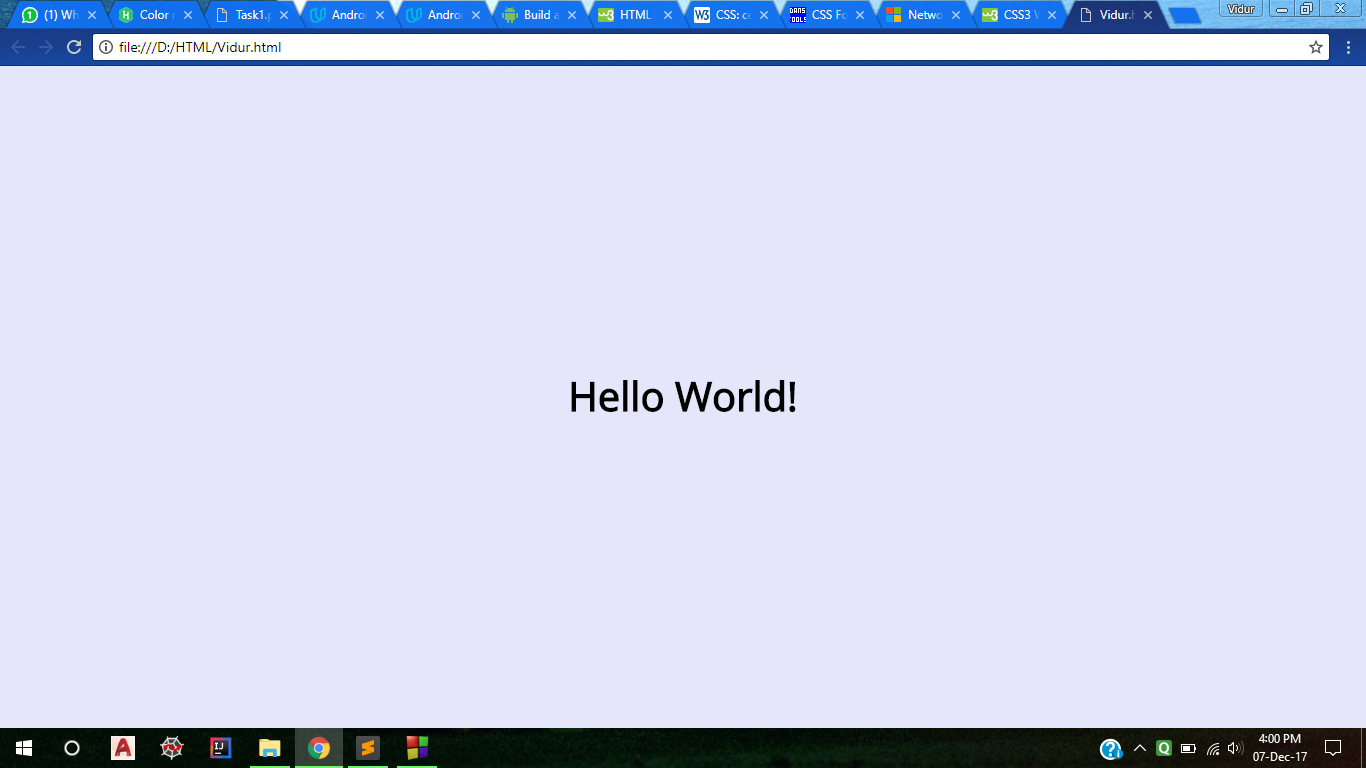 (1) Wh
Color
Task1.p
Androi
Androi
Build a
HTML
CSS: ce
CSS Fo
Netwo
CSS3 V
Vidur.h
Vidur
file:///D:/HTML/Vidur.html
Hello World!
4:00 PM
07-Dec-17